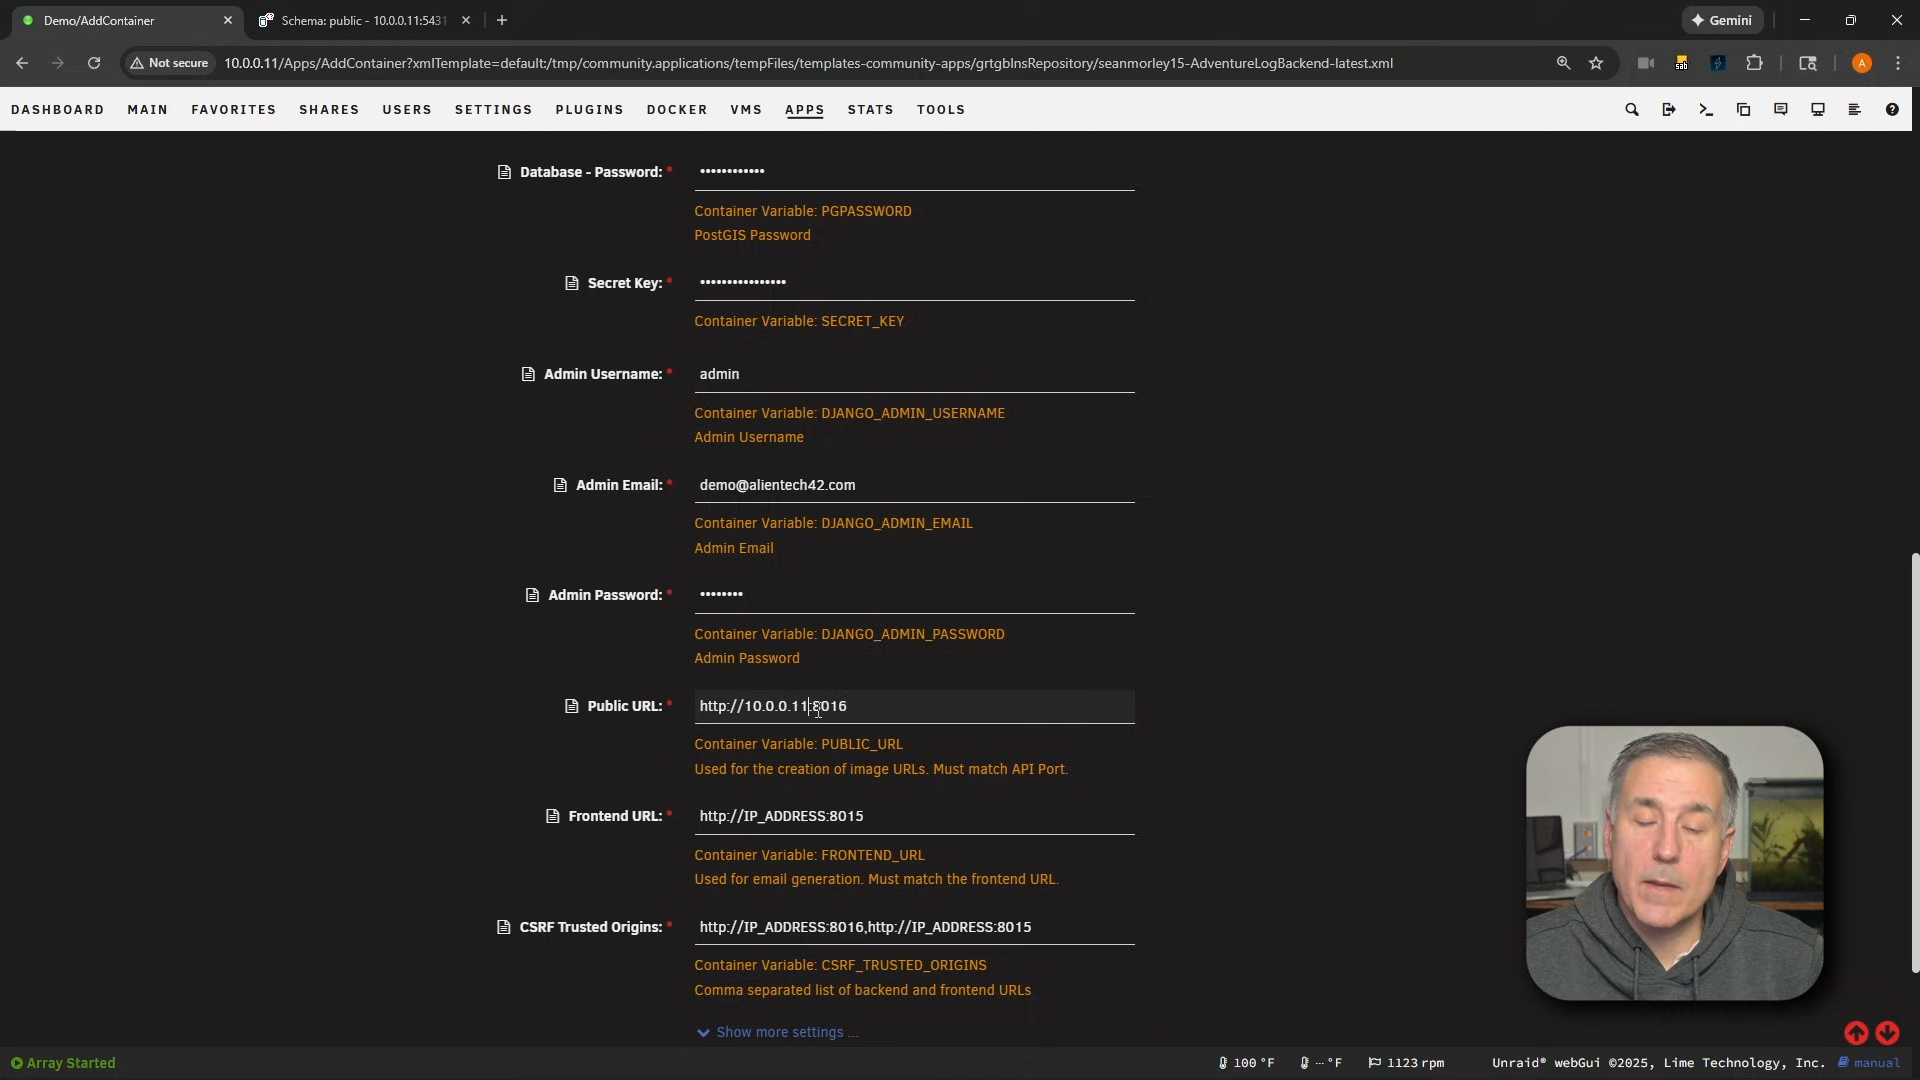 Demo/AddContainer
Schema: public - 10.0.0.11:5431
Gemini
Not secure
10.0.0.11/Apps/AddContainer?xmlTemplate=default:/tmp/community.applications/tempFiles/templates-community-apps/grtgblnsRepository/seanmorley15-AdventureLogBackend-latest.xml
A
DASHBOARD MAIN FAVORITES SHARES USERS SETTINGS PLUGINS DOCKER VMS APPS STATS TOOLS
Database - Password: *
••••••••••••
Container Variable: PGPASSWORD
PostGIS Password
Secret Key: *
••••••••••••••••
Container Variable: SECRET_KEY
Admin Username: *
admin
Container Variable: DJANGO_ADMIN_USERNAME
Admin Username
Admin Email: *
demo@alientech42.com
Container Variable: DJANGO_ADMIN_EMAIL
Admin Email
Admin Password: *
••••••••
Container Variable: DJANGO_ADMIN_PASSWORD
Admin Password
Public URL: *
http://10.0.0.11:8016
Container Variable: PUBLIC_URL
Used for the creation of image URLs. Must match API Port.
Frontend URL: *
http://IP_ADDRESS:8015
Container Variable: FRONTEND_URL
Used for email generation. Must match the frontend URL.
CSRF Trusted Origins: *
http://IP_ADDRESS:8016,http://IP_ADDRESS:8015
Container Variable: CSRF_TRUSTED_ORIGINS
Comma separated list of backend and frontend URLs
Show more settings ...
Array Started
100 °F
-- °F
1123 rpm
Unraid® webGui ©2025, Lime Technology, Inc.
manual